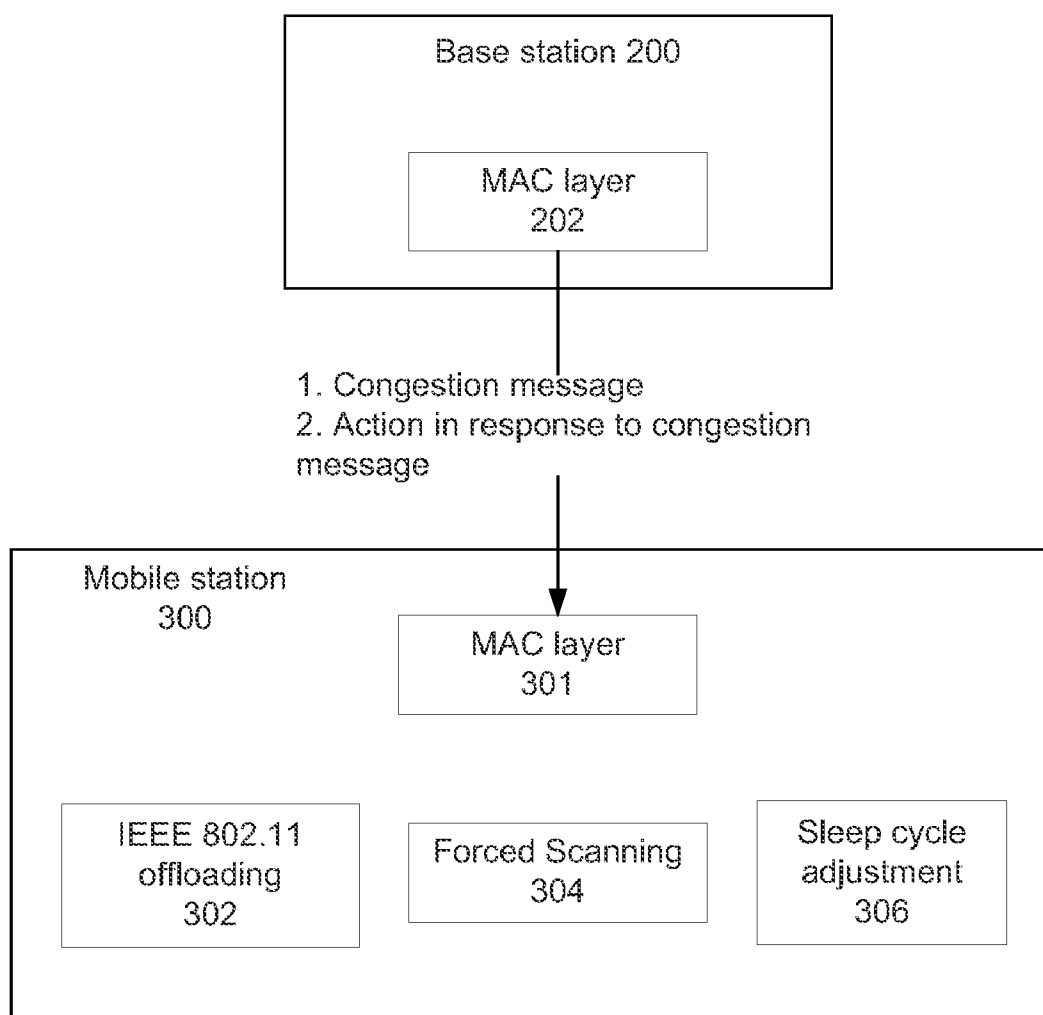 Base station 200
MAC layer
202
1. Congestion message
2. Action in response to congestion
message
Mobile station
300
MAC layer
301
IEEE 802.11
offloading
302
Forced Scanning
304
Sleep cycle
adjustment
306